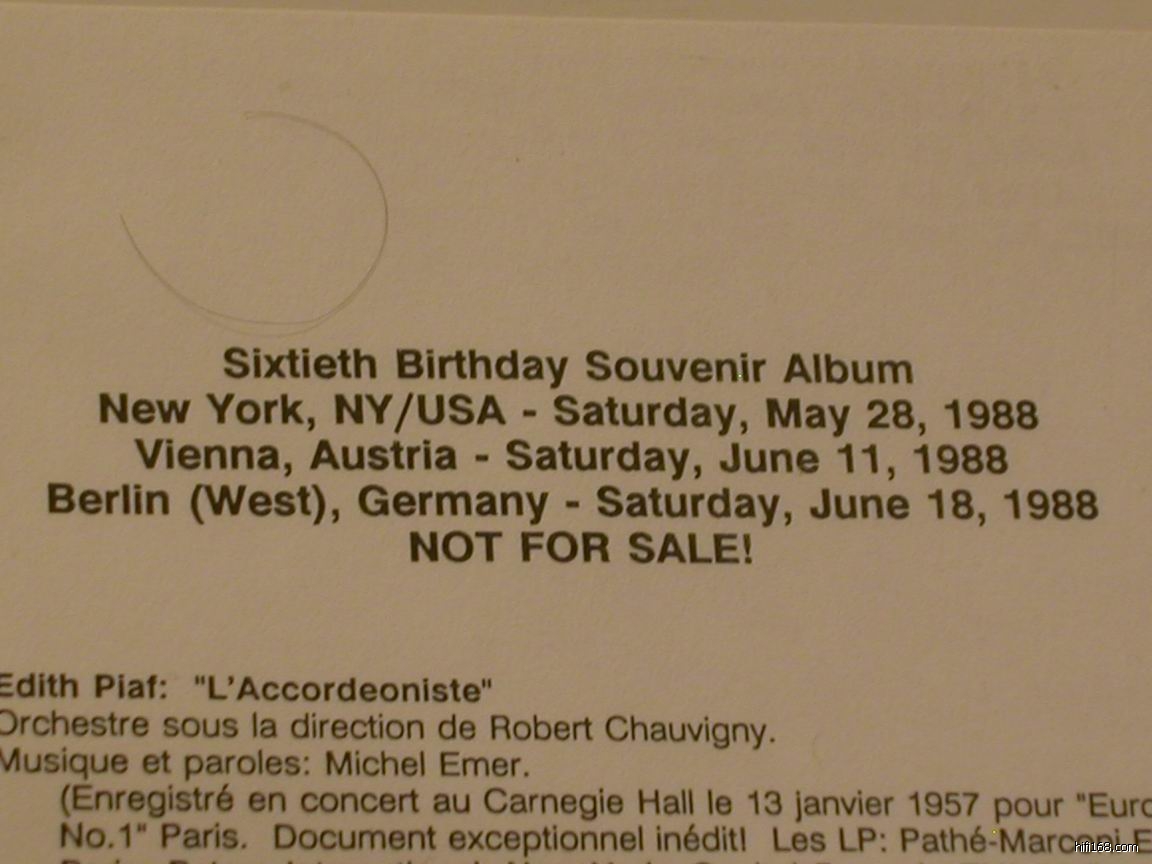 Sixtieth Birthday Souvenir Album
New York, NY/USA - Saturday, May 28, 1988
Vienna, Austria - Saturday, June 11, 1988
Berlin (West), Germany - Saturday, June 18, 1988
NOT FOR SALE!
Edith Piaf: "L'Accordeoniste"
Orchestre sous la direction de Robert Chauvigny.
Musique et paroles: Michel Emer.
(Enregistré en concert au Carnegie Hall le 13 janvier 1957 pour "Euro
No.1" Paris. Document exceptionnel inédit! Les LP: Pathé-Marconi E
hifi168.com